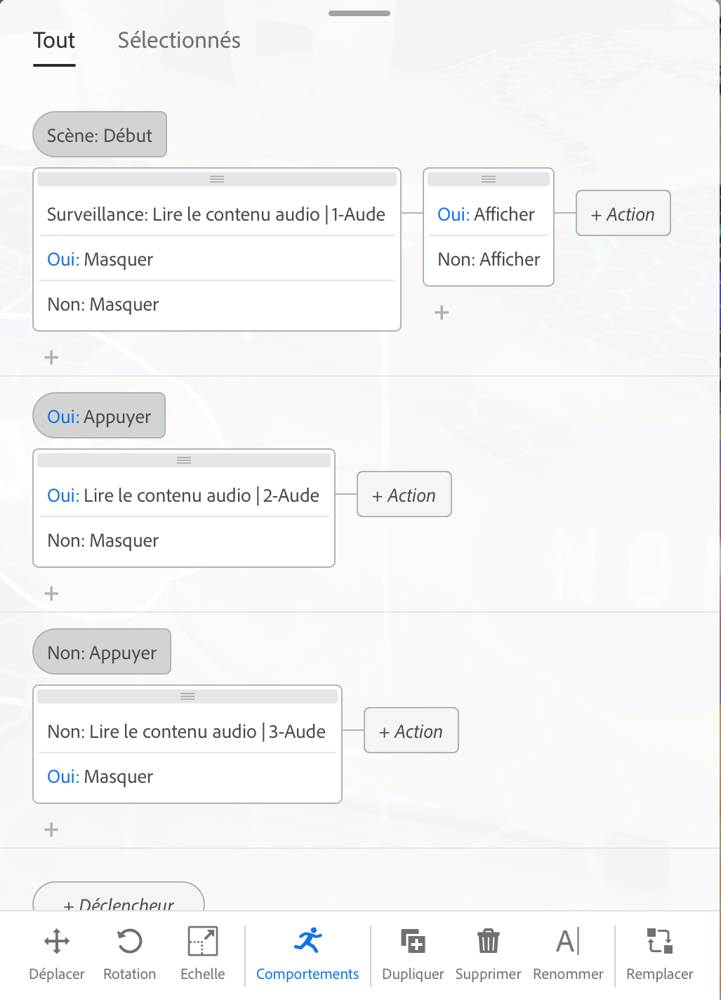 Tout Sélectionnés
Scène: Début
Surveillance: Lire le contenu audio | 1-Aude
Oui: Masquer
Non: Masquer
+
Oui: Afficher
Non: Afficher
+
+ Action
Oui: Appuyer
Oui: Lire le contenu audio | 2-Aude
Non: Masquer
+
+ Action
NON
Non: Appuyer
Non: Lire le contenu audio | 3-Aude
Oui: Masquer
+
+ Action
+ Déclencheur
Déplacer Rotation Echelle Comportements Dupliquer Supprimer Renommer Remplacer